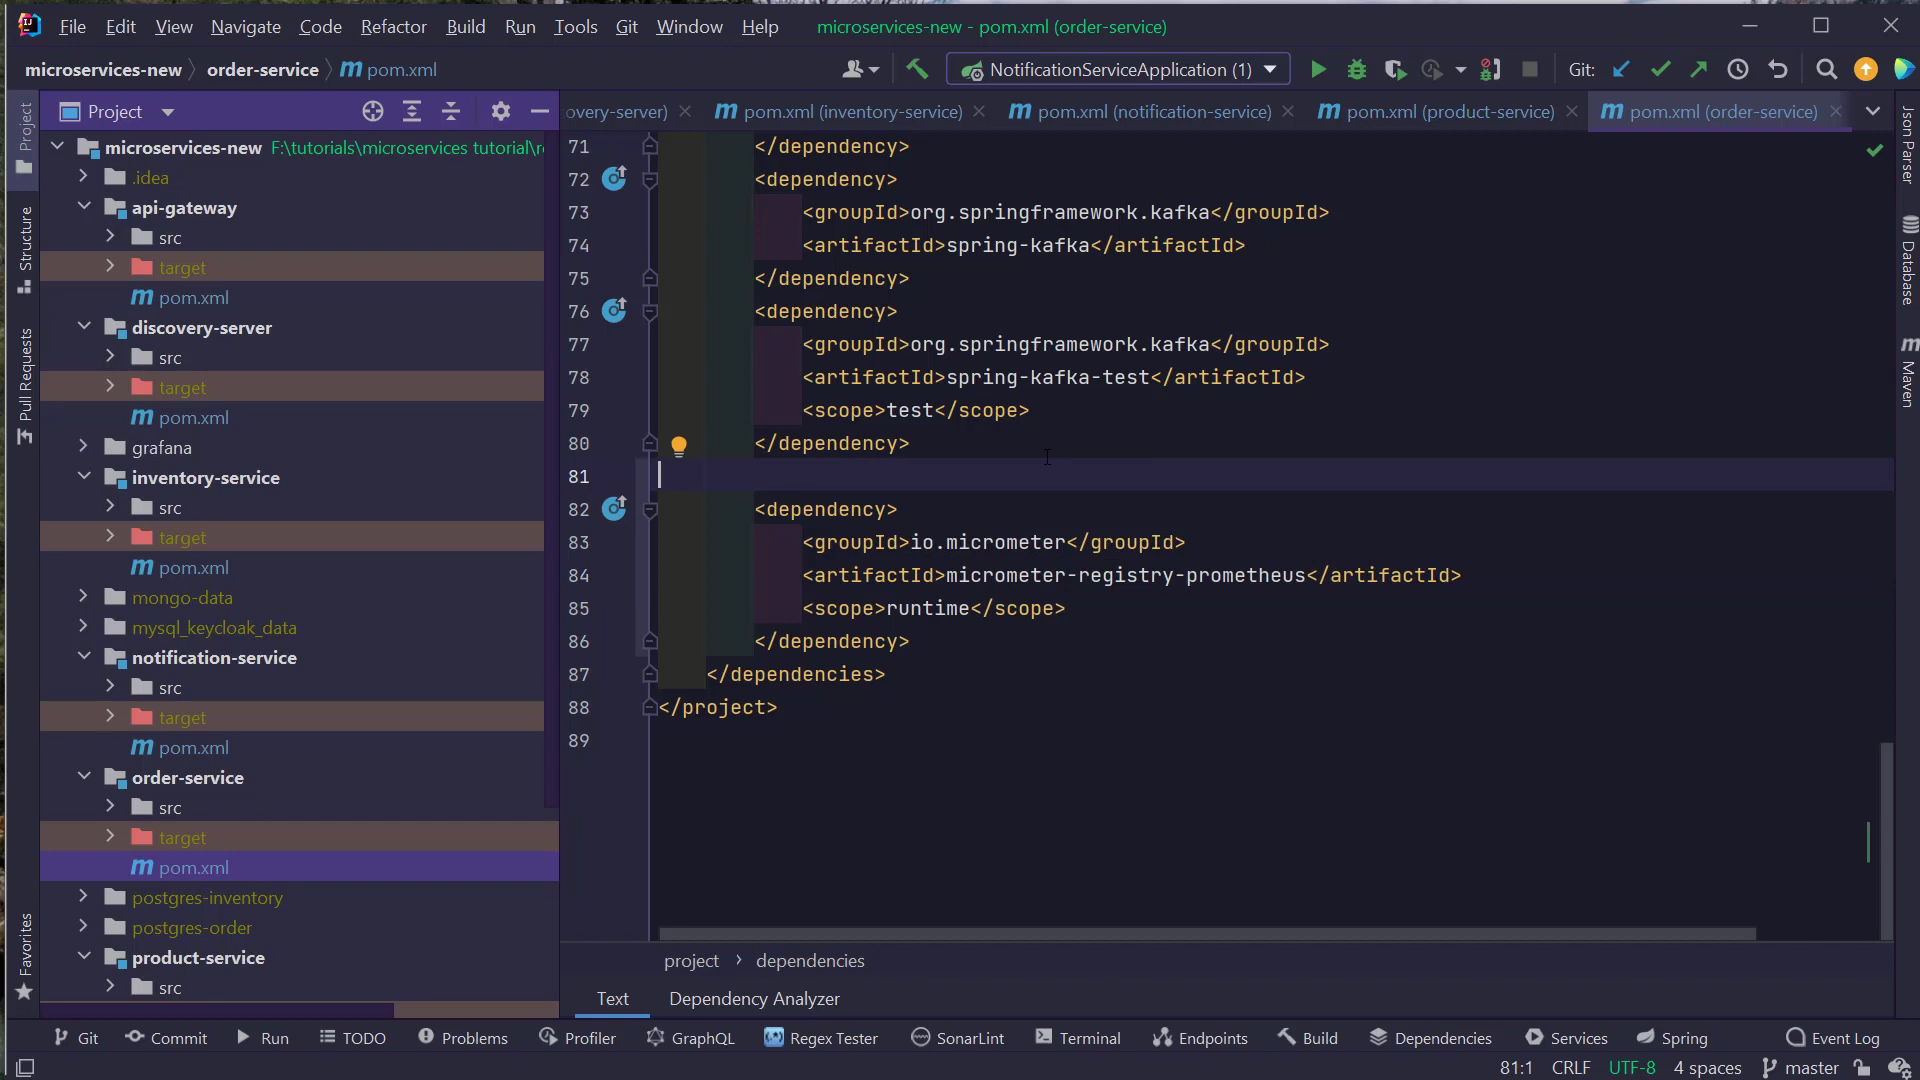 File Edit View Navigate Code Refactor Build Run Tools Git Window Help microservices-new - pom.xml (order-service)
microservices-new order-service pom.xml NotificationServiceApplication (1) Git:
Project overy-server) pom.xml (inventory-service) pom.xml (notification-service) pom.xml (product-service) pom.xml (order-service)
Project
Structure
Pull Requests
Favorites
microservices-new F:\tutorials\microservices tutorial\r
.idea
api-gateway
src
target
pom.xml
discovery-server
src
target
pom.xml
grafana
inventory-service
src
target
pom.xml
mongo-data
mysql_keycloak_data
notification-service
src
target
pom.xml
order-service
src
target
pom.xml
postgres-inventory
postgres-order
product-service
src
71 </dependency>
72 <dependency>
73 <groupId>org.springframework.kafka</groupId>
74 <artifactId>spring-kafka</artifactId>
75 </dependency>
76 <dependency>
77 <groupId>org.springframework.kafka</groupId>
78 <artifactId>spring-kafka-test</artifactId>
79 <scope>test</scope>
80 </dependency>
81
82 <dependency>
83 <groupId>io.micrometer</groupId>
84 <artifactId>micrometer-registry-prometheus</artifactId>
85 <scope>runtime</scope>
86 </dependency>
87 </dependencies>
88 </project>
89
project dependencies
Text Dependency Analyzer
Json Parser
Database
Maven
Git Commit Run TODO Problems Profiler GraphQL Regex Tester SonarLint Terminal Endpoints Build Dependencies Services Spring Event Log
81:1 CRLF UTF-8 4 spaces master